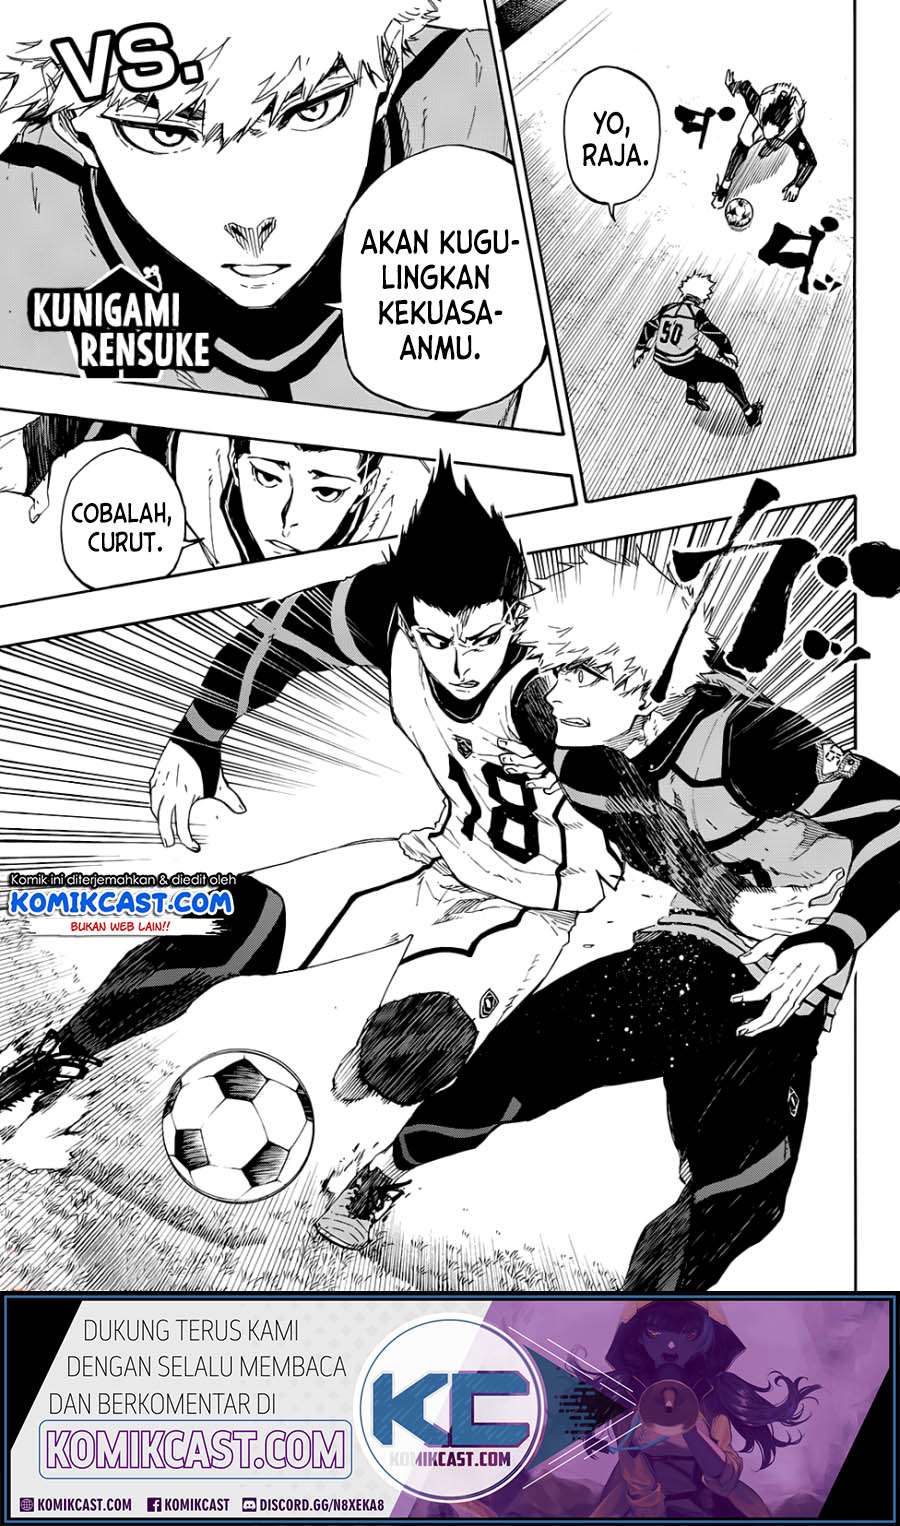 YO,
RAJA.
ダ
ダ
50
VS.
AKAN KUGU-
LINGKAN
KEKUASA-
ANMU.
KUNIGAMI
RENSUKE
COBALAH,
CURUT.
18
Komik ini diterjemahkan & diedit oleh
KOMIKCAST.COM
BUKAN WEB LAIN!!
DUKUNG TERUS KAMI
DENGAN SELALU MEMBACA
DAN BERKOMENTAR DI
KOMIKCAST.COM
KC
KOMIKCAST.COM
KOMIKCAST.COM KOMIKCAST DISCORD.GG/N8XEKA8